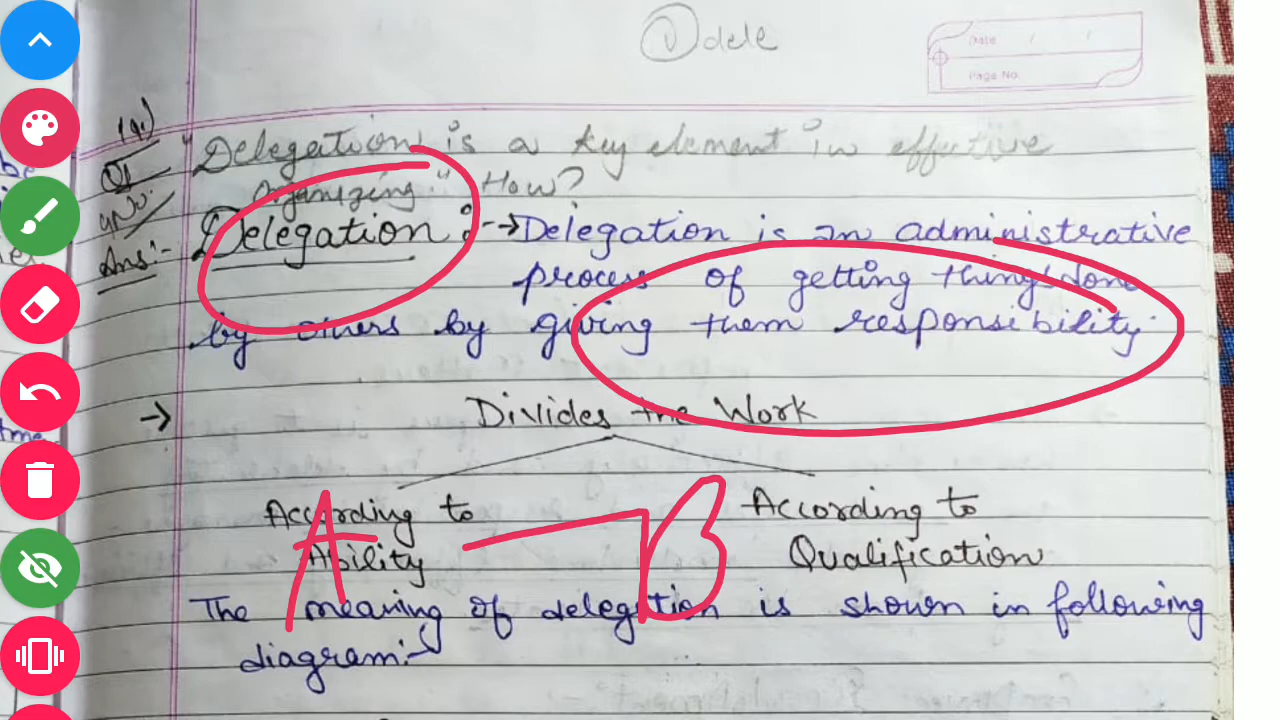 ① dele
Date / /
Page No.
"Delegation is a key element in effective
organizing" How?
Ans:- Delegation :→ Delegation is an administrative
process of getting things done
by others by giving them responsibility.
→ Divides the Work
According to According to
Ability Qualification
A B
The meaning of delegation is shown in following
diagram:-